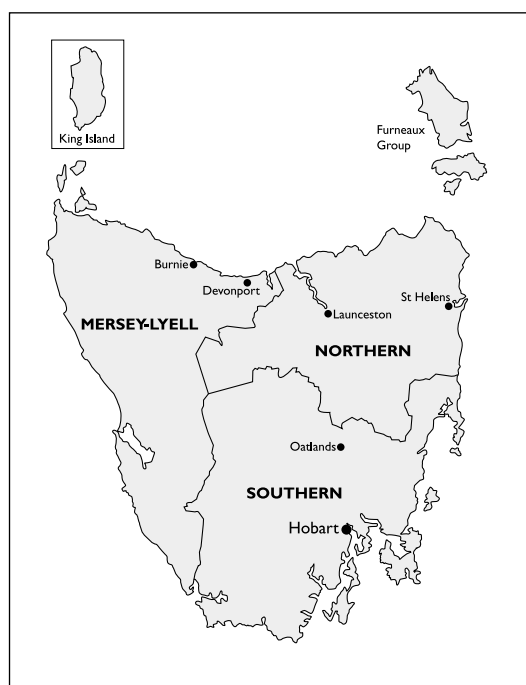 King Island
Furneaux
Group
Burnie
Devonport
St Helens
Launceston
MERSEY-LYELL
NORTHERN
Oatlands
SOUTHERN
Hobart